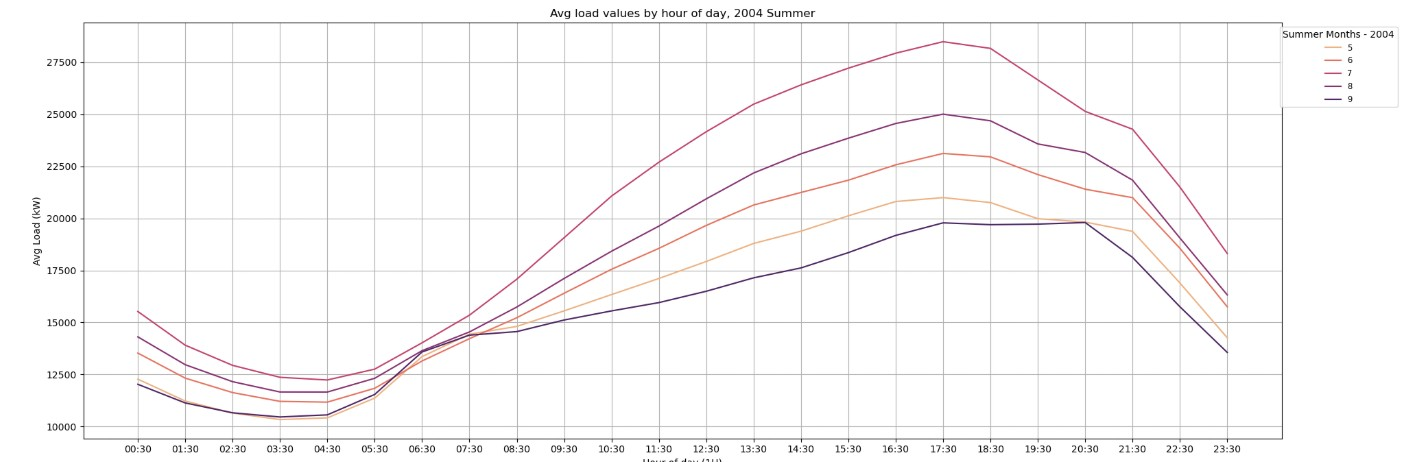 Avg load values by hour of day, 2004 Summer
Summer Months - 2004
5
6
7
8
9
Avg Load (kW)
27500
25000
22500
20000
17500
15000
12500
10000
00:30 01:30 02:30 03:30 04:30 05:30 06:30 07:30 08:30 09:30 10:30 11:30 12:30 13:30 14:30 15:30 16:30 17:30 18:30 19:30 20:30 21:30 22:30 23:30
Hour of day (1H)